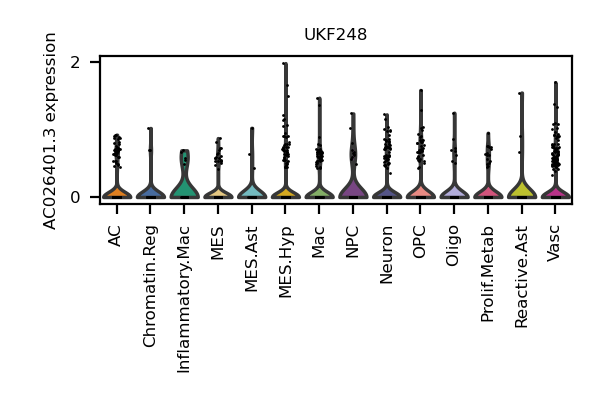 UKF248
AC026401.3 expression
2
0
AC
Chromatin.Reg
Inflammatory.Mac
MES
MES.Ast
MES.Hyp
Mac
NPC
Neuron
OPC
Oligo
Prolif.Metab
Reactive.Ast
Vasc